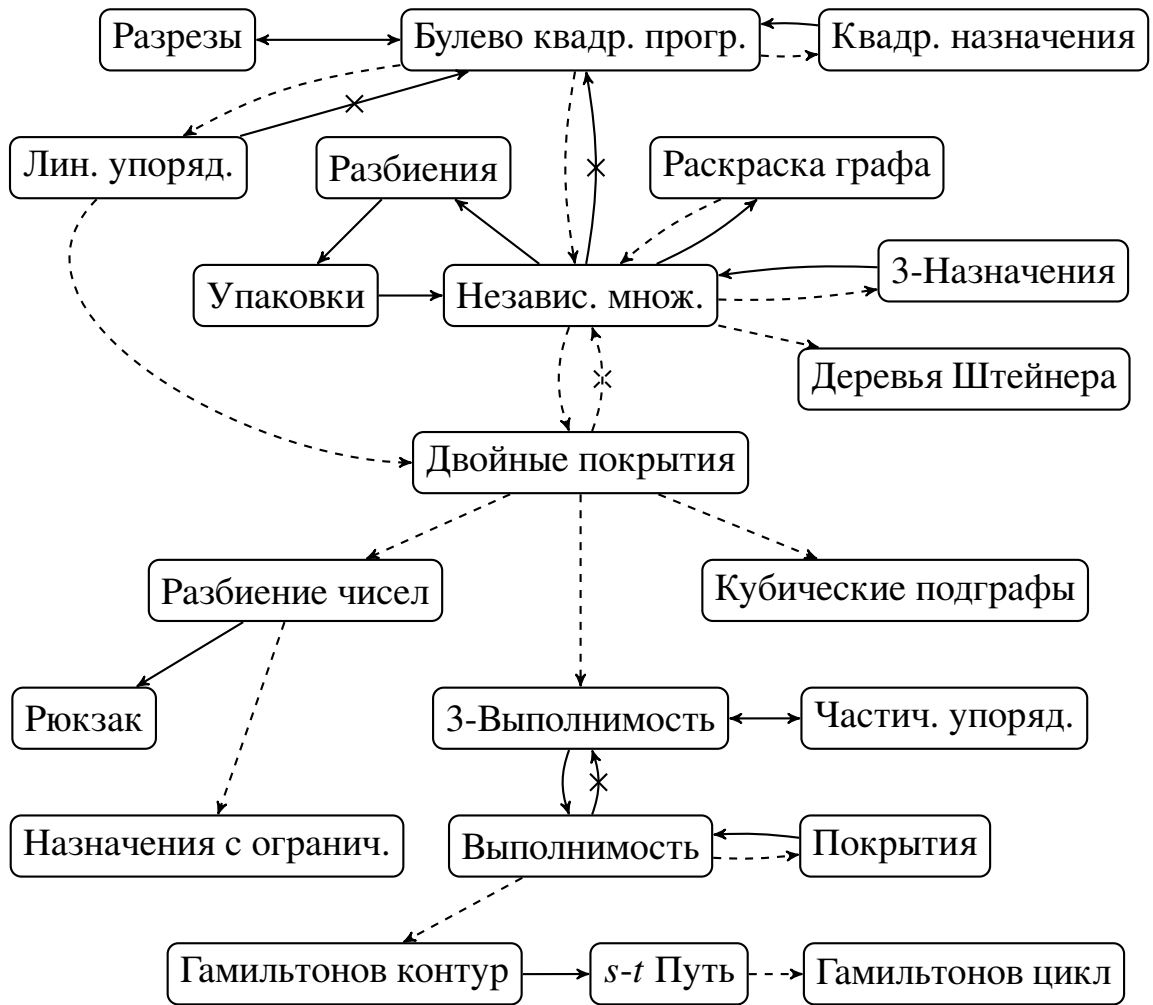 Разрезы
Булево квадр. прогр.
Квадр. назначения
Лин. упоряд.
Разбиения
Раскраска графа
Упаковки
Независ. множ.
3-Назначения
Деревья Штейнера
Двойные покрытия
Разбиение чисел
Кубические подграфы
Рюкзак
3-Выполнимость
Частич. упоряд.
Назначения с огранич.
Выполнимость
Покрытия
Гамильтонов контур
s-t Путь
Гамильтонов цикл